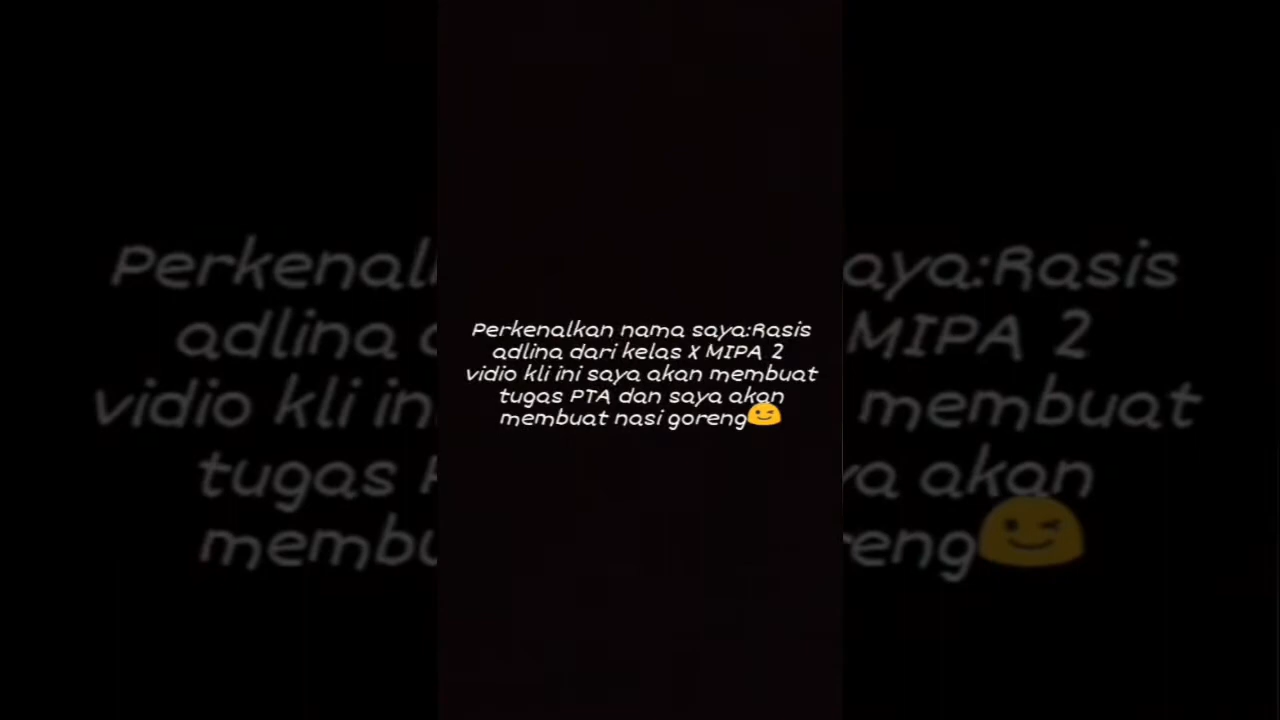 Perkenalkan nama saya:Rasis
adlina dari kelas X MIPA 2
vidio kli ini saya akan membuat
tugas PTA dan saya akan
membuat nasi goreng😉